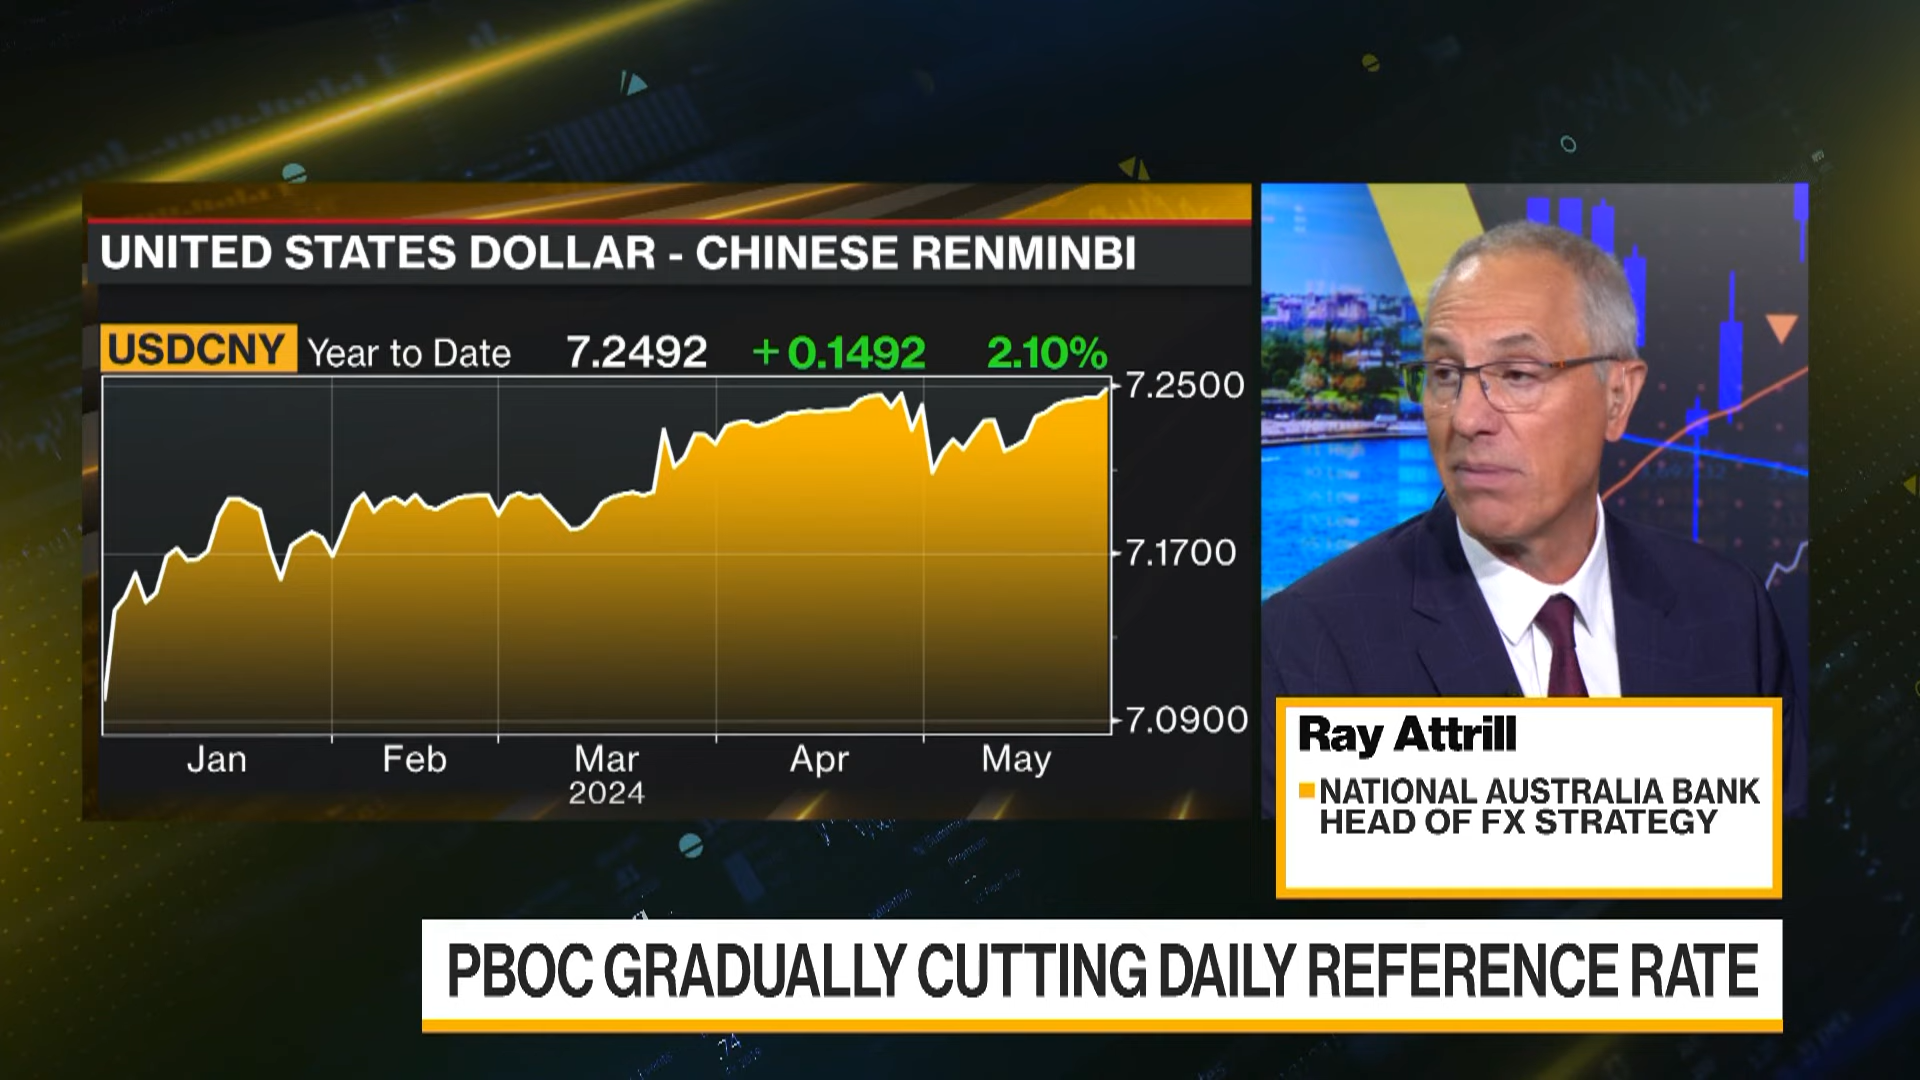 UNITED STATES DOLLAR - CHINESE RENMINBI
USDCNY Year to Date 7.2492 + 0.1492 2.10%
7.2500
7.1700
7.0900
Jan Feb Mar Apr May
2024
Ray Attrill
NATIONAL AUSTRALIA BANK
HEAD OF FX STRATEGY
PBOC GRADUALLY CUTTING DAILY REFERENCE RATE